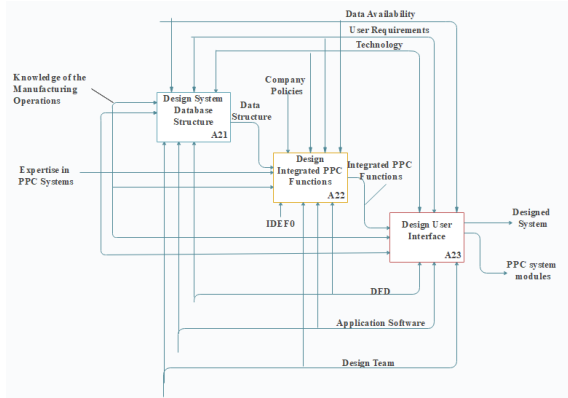 Data Availability
User Requirements
Technology
Knowledge of the
Manufacturing
Operations
Design System
Database
Structure
A21
Data
Structure
Company
Policies
Expertise in
PPC Systems
Design
Integrated PPC
Functions
A22
Integrated PPC
Functions
IDEF0
Design User
Interface
A23
Designed
System
PPC system
modules
DFD
Application Software
Design Team